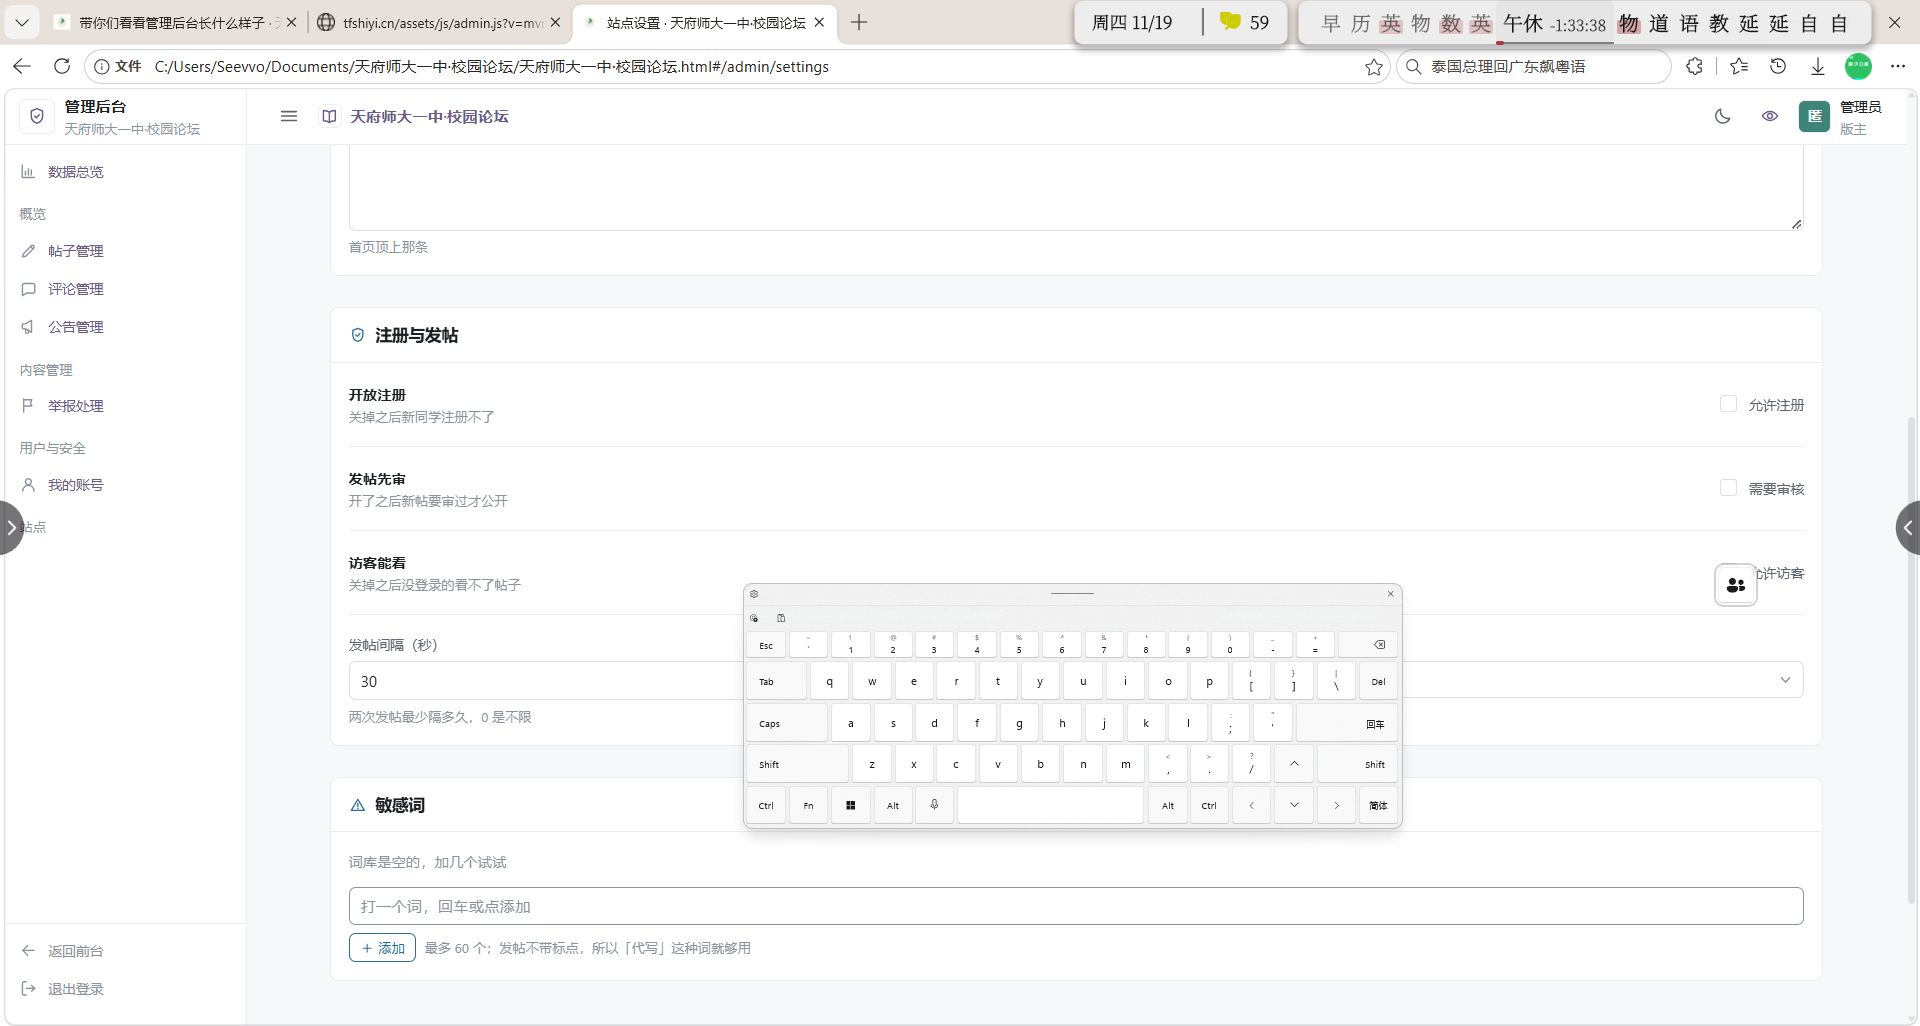 带你们看看管理后台长什么样子 · 天
tfshiyi.cn/assets/js/admin.js?v=mv
站点设置 · 天府师大一中·校园论坛
周四 11/19
59
早 历 英 物 数 英 午休 -1:33:38 物 道 语 教 延 延 自 自
文件 C:/Users/Seevvo/Documents/天府师大一中·校园论坛/天府师大一中·校园论坛.html#/admin/settings
泰国总理回广东飙粤语
管理后台
天府师大一中·校园论坛
天府师大一中·校园论坛
匿
管理员
版主
数据总览
概览
帖子管理
评论管理
公告管理
内容管理
举报处理
用户与安全
我的账号
站点
返回前台
退出登录
首页顶上那条
注册与发帖
开放注册
关掉之后新同学注册不了
允许注册
发帖先审
开了之后新帖要审过才公开
需要审核
访客能看
关掉之后没登录的看不了帖子
允许访客
发帖间隔（秒）
30
两次发帖最少隔多久，0 是不限
敏感词
词库是空的，加几个试试
打一个词，回车或点添加
+ 添加
最多 60 个；发帖不带标点，所以「代写」这种词就够用
Esc ~ ` ! 1 @ 2 # 3 $ 4 % 5 ^ 6 & 7 * 8 ( 9 ) 0 _ - + =
Tab q w e r t y u i o p { [ } ] | \ Del
Caps a s d f g h j k l : ; " ' 回车
Shift z x c v b n m < , > . ? / Shift
Ctrl Fn Alt Alt Ctrl 简体